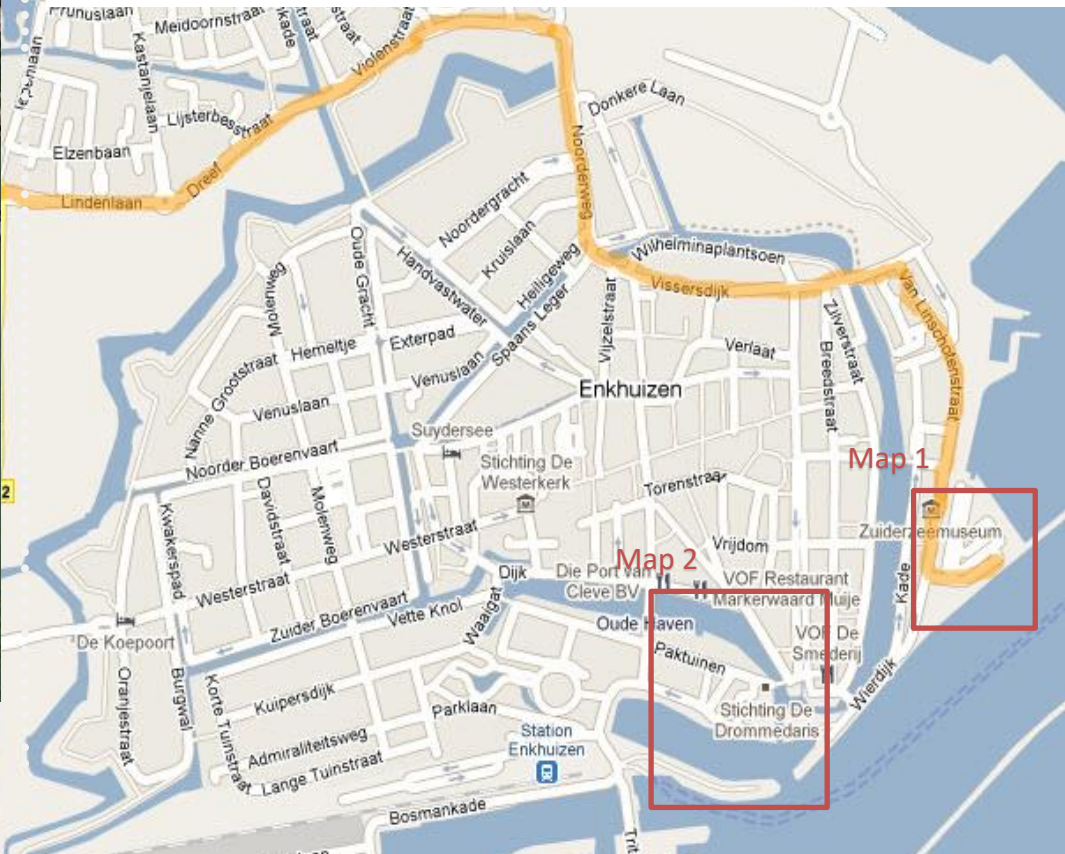 Prunuslaan
Meidoornstraat
Kastanjelaan
Violenstraat
Lijsterbesstraat
Elzenbaan
Dreef
Lindenlaan
Donkere Laan
Noorderweg
Noordergracht
Kruislaan
Heiligeweg
Wilhelminaplantsoen
Oude Gracht
Handvastwater
Molenweg
Vissersdijk
Van Linschotenstraat
Spaans Leger
Vijzelstraat
Zilverstraat
Breedstraat
Exterpad
Hemeltje
Verlaat
Nanne Grootstraat
Venuslaan
Enkhuizen
Venuslaan
Suydersee
Noorder Boerenvaart
Stichting De
Westerkerk
Map 1
Torenstraat
2
Davidstraat
Molenweg
Kwakerspad
Westerstraat
Vrijdom
Zuiderzeemuseum
Map 2
Dijk
Die Port van
Cleve BV
VOF Restaurant
Markerwaard Muije
Kade
Westerstraat
Zuider Boerenvaart
Vette Knol
Waaigat
Oude Haven
Paktuinen
VOF De
Smederij
De Koepoort
Oranjestraat
Burgwal
Korte Tuinstraat
Kuipersdijk
Parklaan
Wierdijk
Stichting De
Drommedaris
Station
Enkhuizen
Admiraliteitsweg
Lange Tuinstraat
Bosmankade